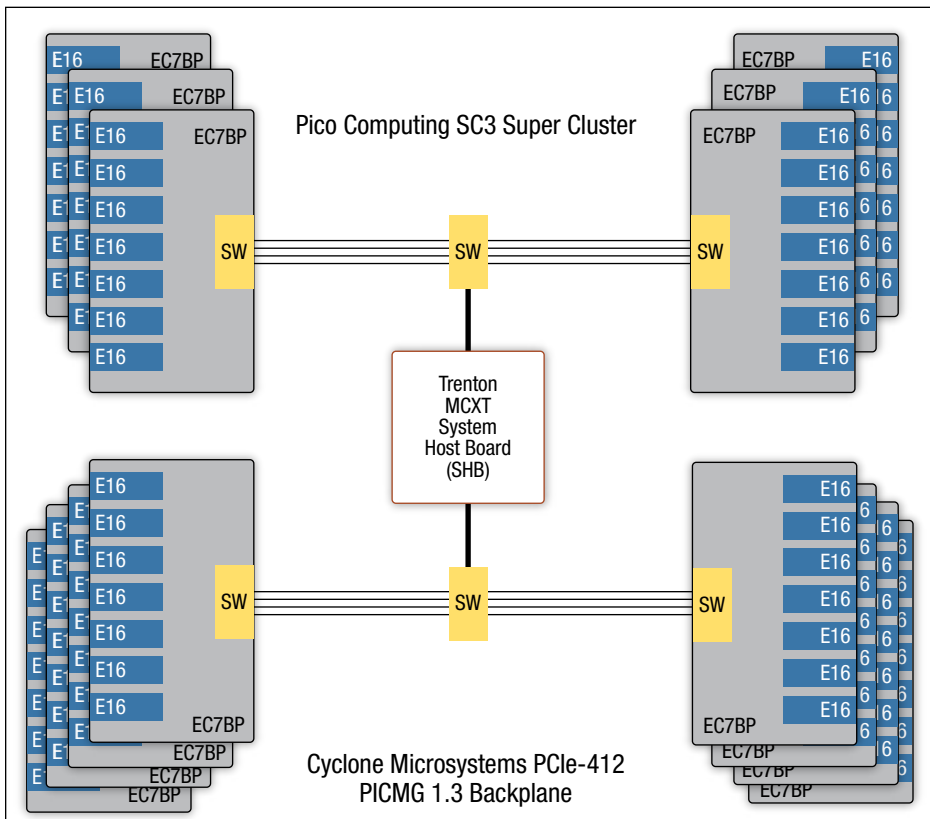 E16 EC7BP
E16 EC7BP
E16 EC7BP
E16
E16
E16
E16
E16
E16
SW
Pico Computing SC3 Super Cluster
SW
EC7BP E16
EC7BP E16
EC7BP E16
E16
E16
E16
E16
E16
E16
SW
Trenton
MCXT
System
Host Board
(SHB)
E16
E16
E16
E16
E16
E16
E16
SW
EC7BP
EC7BP
EC7BP
EC7BP
SW
E16
E16
E16
E16
E16
E16
E16
SW
EC7BP
EC7BP
EC7BP
EC7BP
Cyclone Microsystems PCIe-412
PICMG 1.3 Backplane